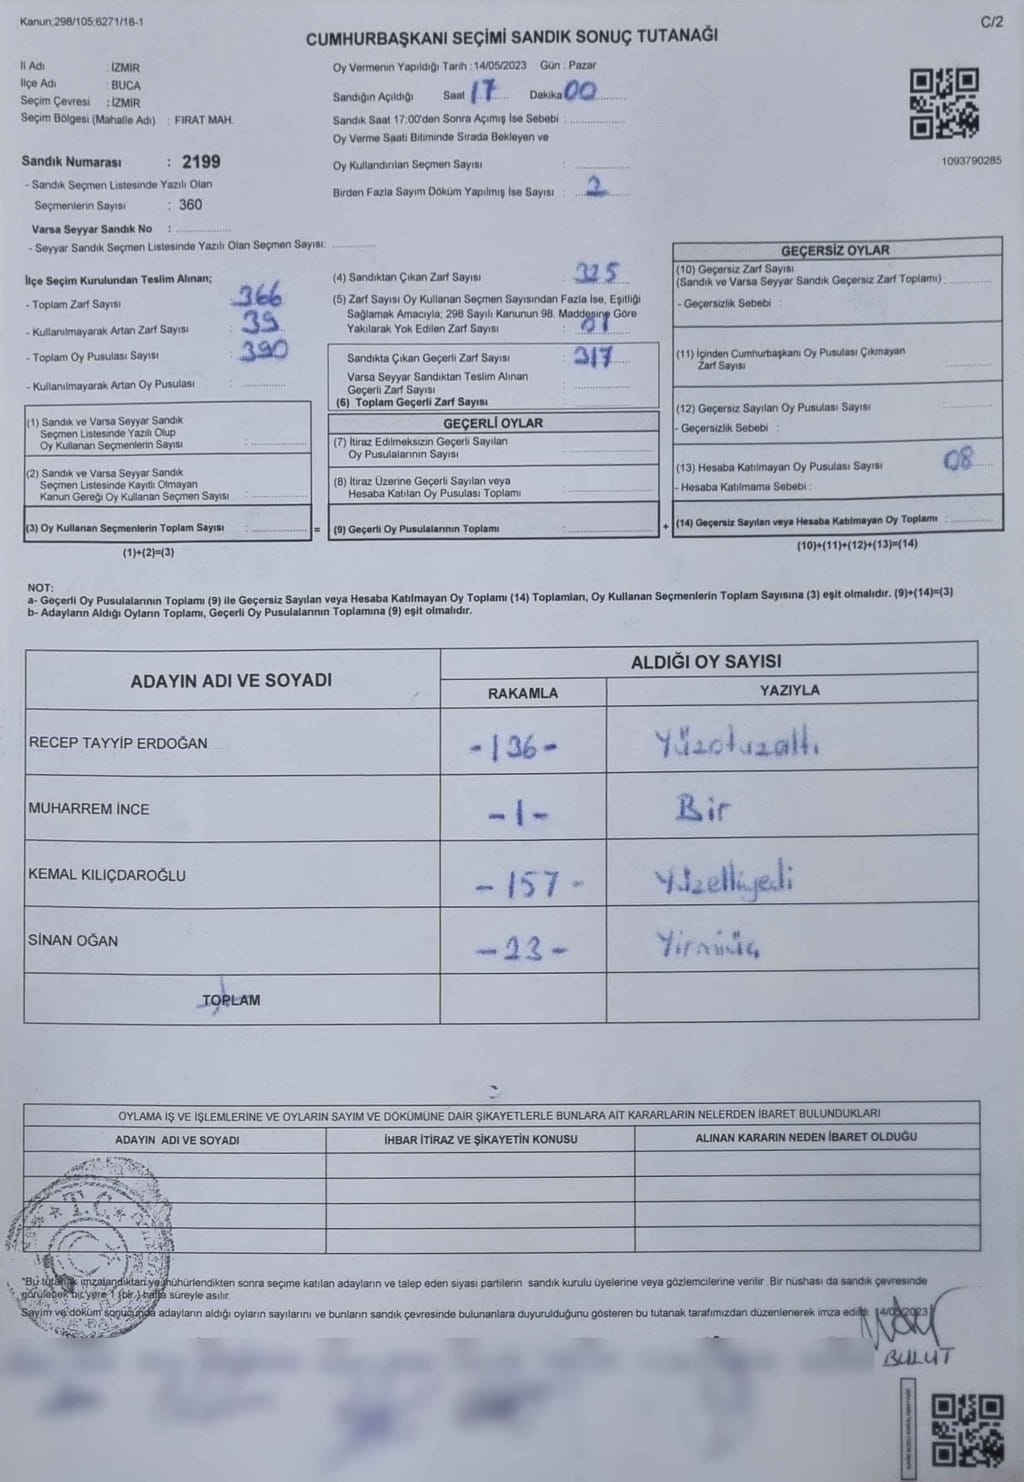 Kanun;298/105;6271/18-1
C/2
CUMHURBAŞKANI SEÇİMİ SANDIK SONUÇ TUTANAĞI
İl Adı : İZMİR
İlçe Adı : BUCA
Seçim Çevresi : İZMİR
Seçim Bölgesi (Mahalle Adı) : FIRAT MAH.
Sandık Numarası : 2199
- Sandık Seçmen Listesinde Yazılı Olan
Seçmenlerin Sayısı : 360
Varsa Seyyar Sandık No : ..................
- Seyyar Sandık Seçmen Listesinde Yazılı Olan Seçmen Sayısı: ..............
Oy Vermenin Yapıldığı Tarih : 14/05/2023 Gün : Pazar
Sandığın Açıldığı Saat 17 Dakika 00
Sandık Saat 17:00'den Sonra Açımış İse Sebebi : ..................
Oy Verme Saati Bitiminde Sırada Bekleyen ve
Oy Kullandırılan Seçmen Sayısı : ..................
Birden Fazla Sayım Döküm Yapılmış İse Sayısı : 2
1093790285
İlçe Seçim Kurulundan Teslim Alınan;
- Toplam Zarf Sayısı : 366
- Kullanılmayarak Artan Zarf Sayısı : 39
- Toplam Oy Pusulası Sayısı : 390
- Kullanılmayarak Artan Oy Pusulası : ..............
(1) Sandık ve Varsa Seyyar Sandık
Seçmen Listesinde Yazılı Olup
Oy Kullanan Seçmenlerin Sayısı : ..............
(2) Sandık ve Varsa Seyyar Sandık
Seçmen Listesinde Kayıtlı Olmayan
Kanun Gereği Oy Kullanan Seçmen Sayısı : ..............
(3) Oy Kullanan Seçmenlerin Toplam Sayısı : ..............
(1)+(2)=(3)
=
(4) Sandıktan Çıkan Zarf Sayısı : 325
(5) Zarf Sayısı Oy Kullanan Seçmen Sayısından Fazla İse, Eşitliği
Sağlamak Amacıyla; 298 Sayılı Kanunun 98. Maddesine Göre
Yakılarak Yok Edilen Zarf Sayısı : 01
Sandıkta Çıkan Geçerli Zarf Sayısı : 317
Varsa Seyyar Sandıktan Teslim Alınan
Geçerli Zarf Sayısı : ..............
(6) Toplam Geçerli Zarf Sayısı :
GEÇERLİ OYLAR
(7) İtiraz Edilmeksizin Geçerli Sayılan
Oy Pusulalarının Sayısı : ..............
(8) İtiraz Üzerine Geçerli Sayılan veya
Hesaba Katılan Oy Pusulası Toplamı : ..............
(9) Geçerli Oy Pusulalarının Toplamı : ..............
+
GEÇERSİZ OYLAR
(10) Geçersiz Zarf Sayısı
(Sandık ve Varsa Seyyar Sandık Geçersiz Zarf Toplamı) : ..............
- Geçersizlik Sebebi :
(11) İçinden Cumhurbaşkanı Oy Pusulası Çıkmayan
Zarf Sayısı ..............
(12) Geçersiz Sayılan Oy Pusulası Sayısı : ..............
- Geçersizlik Sebebi :
(13) Hesaba Katılmayan Oy Pusulası Sayısı : 08
- Hesaba Katılmama Sebebi :
(14) Geçersiz Sayılan veya Hesaba Katılmayan Oy Toplamı : ..............
(10)+(11)+(12)+(13)=(14)
NOT:
a- Geçerli Oy Pusulalarının Toplamı (9) ile Geçersiz Sayılan veya Hesaba Katılmayan Oy Toplamı (14) Toplamları, Oy Kullanan Seçmenlerin Toplam Sayısına (3) eşit olmalıdır. (9)+(14)=(3)
b- Adayların Aldığı Oyların Toplamı, Geçerli Oy Pusulalarının Toplamına (9) eşit olmalıdır.
ADAYIN ADI VE SOYADI
ALDIĞI OY SAYISI
RAKAMLA
YAZIYLA
RECEP TAYYİP ERDOĞAN -136- Yüzotuzaltı
MUHARREM İNCE -1- Bir
KEMAL KILIÇDAROĞLU -157- Yüzelliyedi
SİNAN OĞAN -23- Yirmiüç
TOPLAM
OYLAMA İŞ VE İŞLEMLERİNE VE OYLARIN SAYIM VE DÖKÜMÜNE DAİR ŞİKAYETLERLE BUNLARA AİT KARARLARIN NELERDEN İBARET BULUNDUKLARI
ADAYIN ADI VE SOYADI
İHBAR İTİRAZ VE ŞİKAYETİN KONUSU
ALINAN KARARIN NEDEN İBARET OLDUĞU
T.C.
"Bu tutanak imzalandıktan ve mühürlendikten sonra seçime katılan adayların ve talep eden siyasi partilerin sandık kurulu üyelerine veya gözlemcilerine verilir .Bir nüshası da sandık çevresinde
görülecek bir yere 1 (bir ) hafta süreyle asılır.
Sayım ve döküm sonucunda adayların aldığı oyların sayılarını ve bunların sandık çevresinde bulunanlara duyurulduğunu gösteren bu tutanak tarafımızdan düzenlenerek imza edildi. 14/05/2023
BULUT